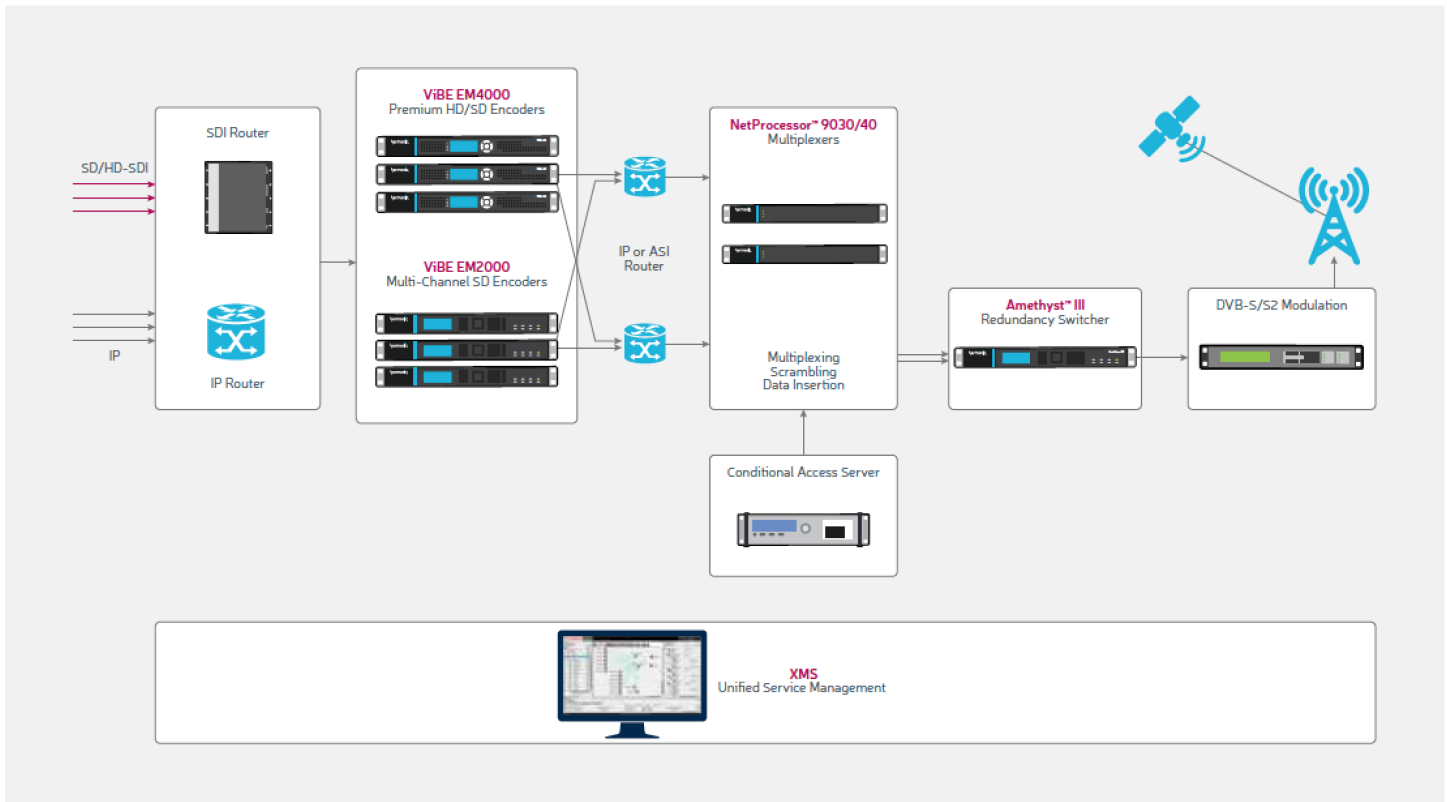 SD/HD-SDI
IP
SDI Router
IP Router
ViBE EM4000
Premium HD/SD Encoders
ViBE EM2000
Multi-Channel SD Encoders
IP or ASI
Router
NetProcessor™ 9030/40
Multiplexers
Multiplexing
Scrambling
Data Insertion
Conditional Access Server
Amethyst™ III
Redundancy Switcher
DVB-S/S2 Modulation
XMS
Unified Service Management